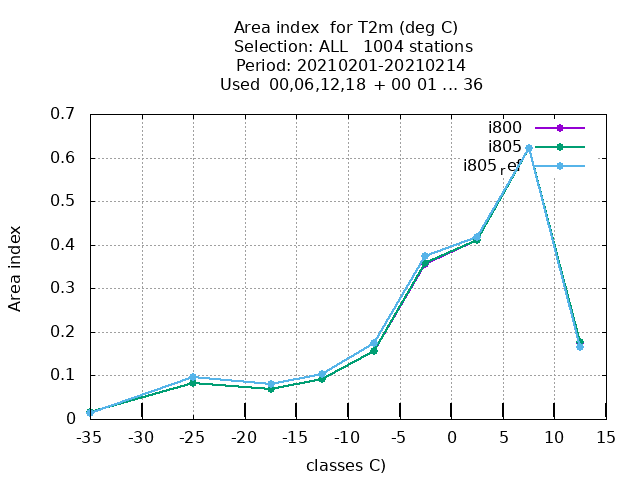 Area index  for T2m (deg C)
Selection: ALL   1004 stations
Period: 20210201-20210214
Used  00,06,12,18  + 00 01 ... 36
0.7
0.6
0.5
0.4
0.3
0.2
0.1
0
Area index
i800
i805
i805ref
-35 -30 -25 -20 -15 -10 -5 0 5 10 15
classes C)